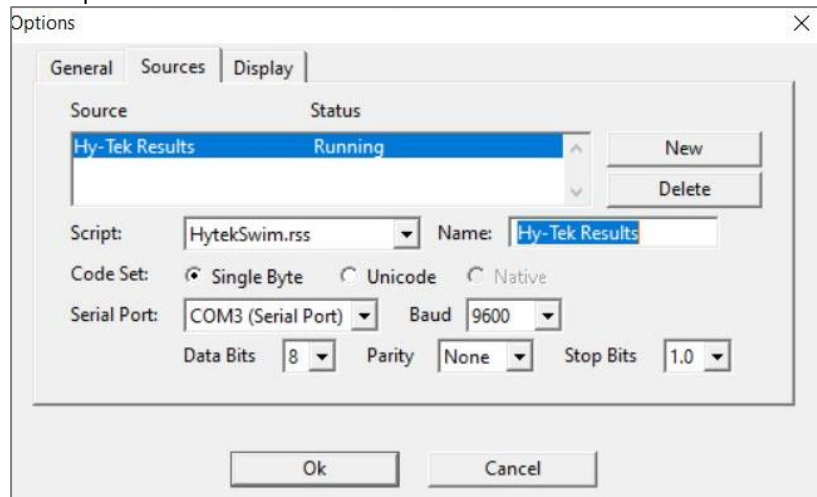 Options
General Sources Display
Source Status
Hy-Tek Results Running
New
Delete
Script: HytekSwim.rss Name: Hy-Tek Results
Code Set: Single Byte Unicode Native
Serial Port: COM3 (Serial Port) Baud 9600
Data Bits 8 Parity None Stop Bits 1.0
Ok Cancel